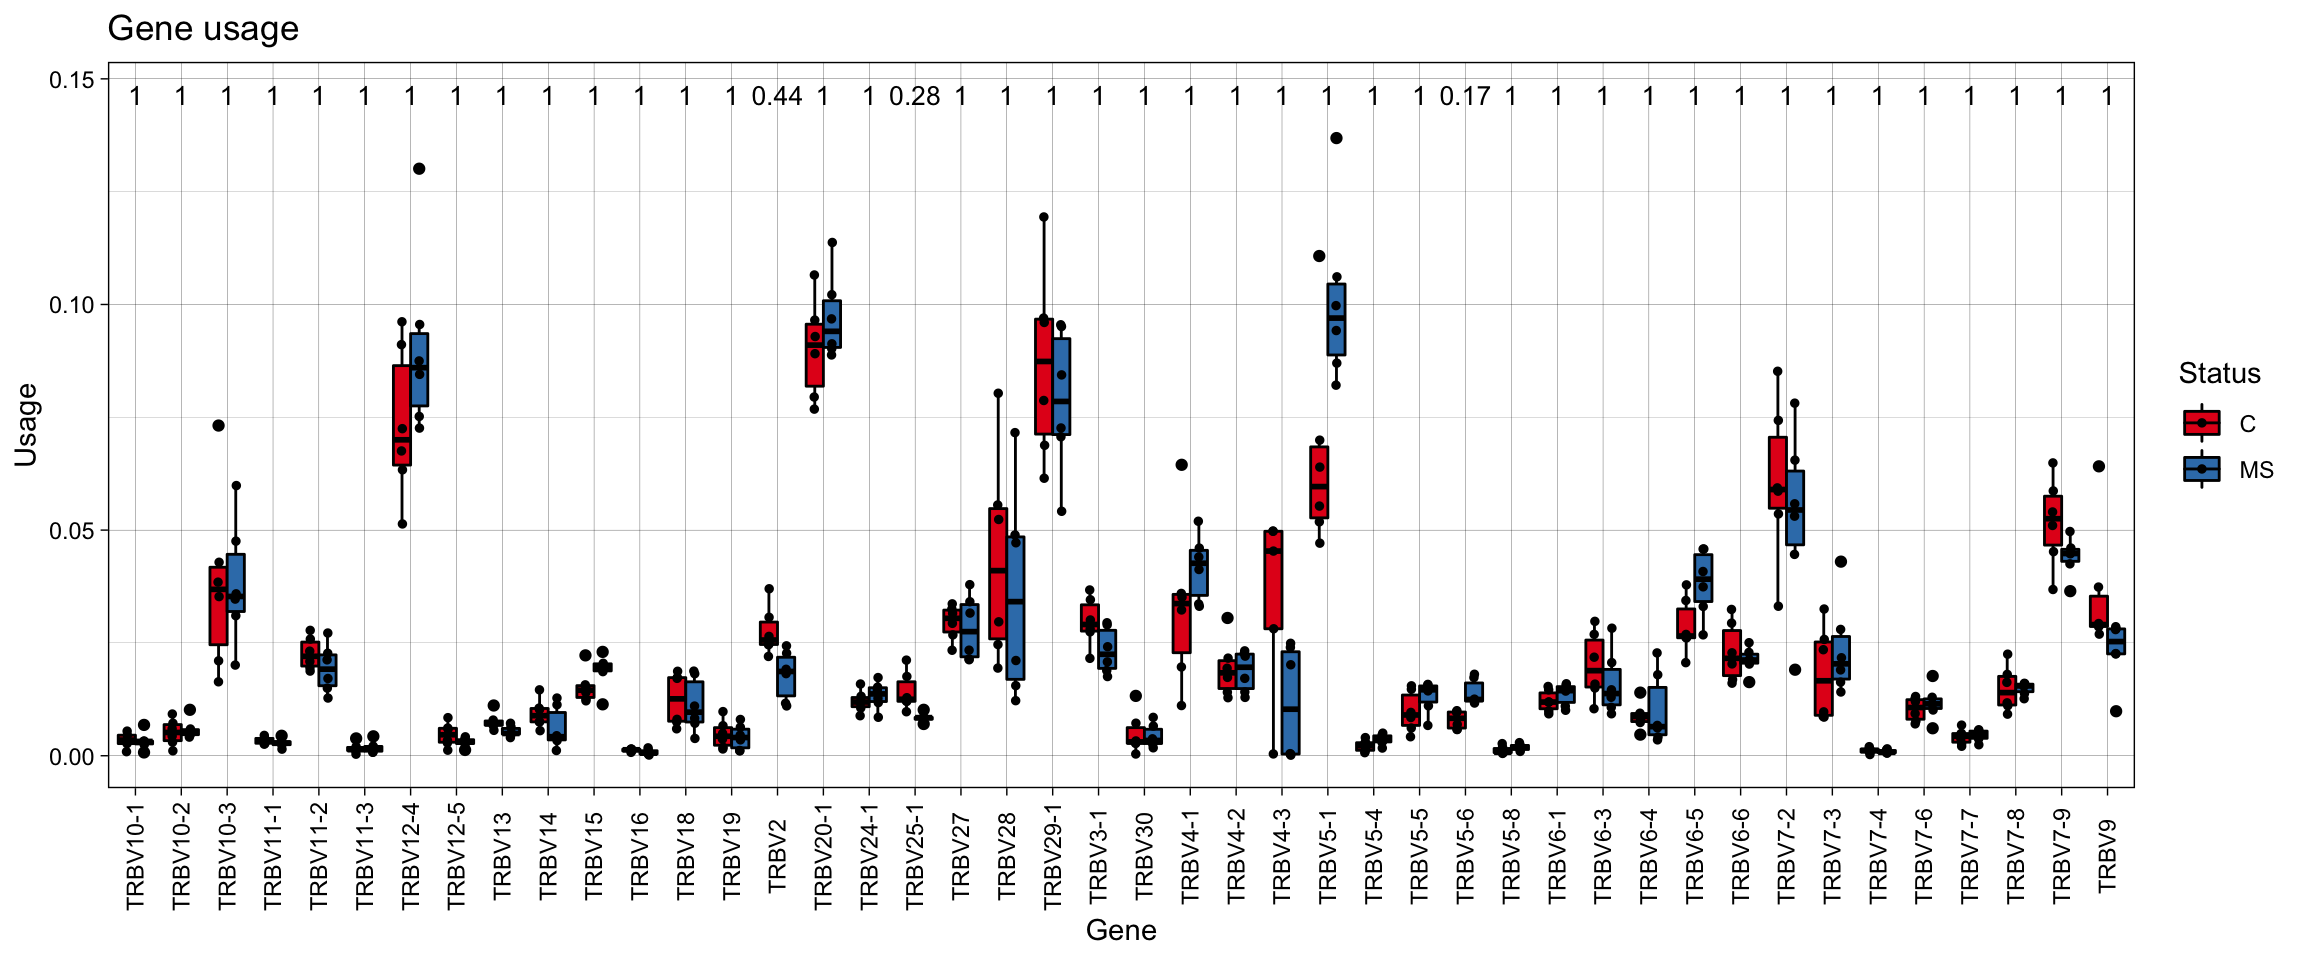 Gene usage
0.15
1 1 1 1 1 1 1 1 1 1 1 1 1 1 0.44 1 1 0.28 1 1 1 1 1 1 1 1 1 1 1 0.17 1 1 1 1 1 1 1 1 1 1 1 1 1 1
0.10
0.05
0.00
Usage
Status
C
MS
TRBV10-1 TRBV10-2 TRBV10-3 TRBV11-1 TRBV11-2 TRBV11-3 TRBV12-4 TRBV12-5 TRBV13 TRBV14 TRBV15 TRBV16 TRBV18 TRBV19 TRBV2 TRBV20-1 TRBV24-1 TRBV25-1 TRBV27 TRBV28 TRBV29-1 TRBV3-1 TRBV30 TRBV4-1 TRBV4-2 TRBV4-3 TRBV5-1 TRBV5-4 TRBV5-5 TRBV5-6 TRBV5-8 TRBV6-1 TRBV6-3 TRBV6-4 TRBV6-5 TRBV6-6 TRBV7-2 TRBV7-3 TRBV7-4 TRBV7-6 TRBV7-7 TRBV7-8 TRBV7-9 TRBV9
Gene